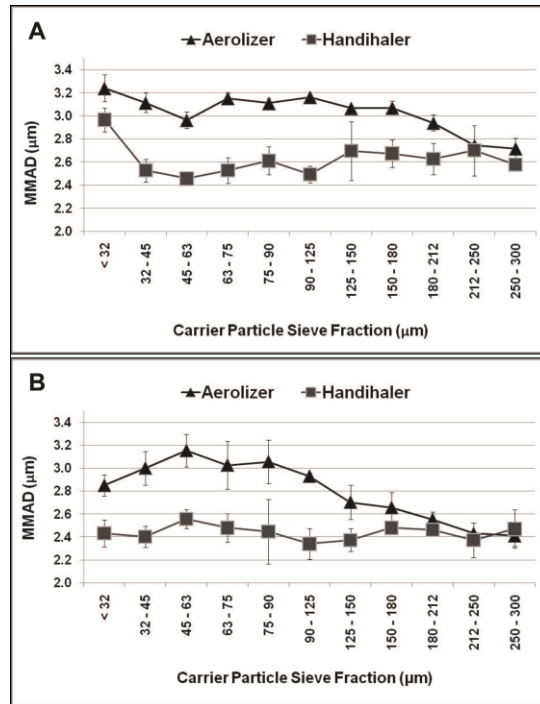 A
Aerolizer Handihaler
MMAD (µm)
3.4
3.2
3.0
2.8
2.6
2.4
2.2
2.0
< 32
32 - 45
45 - 63
63 - 75
75 - 90
90 - 125
125 - 150
150 - 180
180 - 212
212 - 250
250 - 300
Carrier Particle Sieve Fraction (µm)
B
Aerolizer Handihaler
MMAD (µm)
3.4
3.2
3.0
2.8
2.6
2.4
2.2
2.0
< 32
32 - 45
45 - 63
63 - 75
75 - 90
90 - 125
125 - 150
150 - 180
180 - 212
212 - 250
250 - 300
Carrier Particle Sieve Fraction (µm)